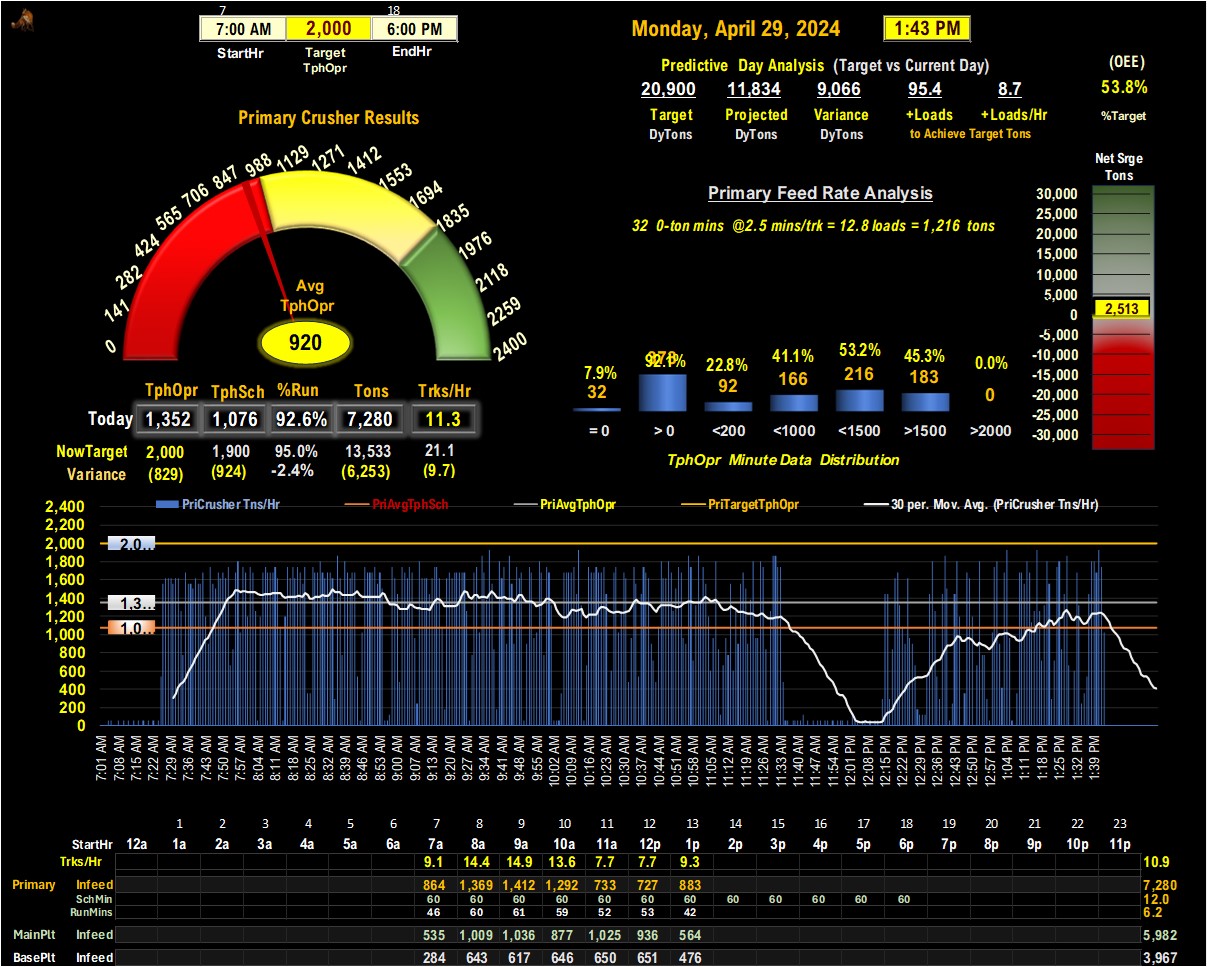 7 18
7:00 AM 2,000 6:00 PM
StartHr Target TphOpr EndHr
Monday, April 29, 2024 1:43 PM
Predictive Day Analysis (Target vs Current Day)
20,900 11,834 9,066 95.4 8.7
Target Projected Variance +Loads +Loads/Hr
DyTons DyTons DyTons to Achieve Target Tons
(OEE)
53.8%
%Target
Primary Crusher Results
0 141 282 424 565 706 847 988 1129 1271 1412 1553 1694 1835 1976 2118 2259 2400
Avg
TphOpr
920
TphOpr TphSch %Run Tons Trks/Hr
Today 1,352 1,076 92.6% 7,280 11.3
NowTarget 2,000 1,900 95.0% 13,533 21.1
Variance (829) (924) -2.4% (6,253) (9.7)
Primary Feed Rate Analysis
32 0-ton mins @2.5 mins/trk = 12.8 loads = 1,216 tons
7.9% 92.1% 22.8% 41.1% 53.2% 45.3% 0.0%
32 92 166 216 183 0
= 0 > 0 <200 <1000 <1500 >1500 >2000
TphOpr Minute Data Distribution
Net Srge
Tons
30,000
25,000
20,000
15,000
10,000
5,000
2,513
0
-5,000
-10,000
-15,000
-20,000
-25,000
-30,000
PriCrusher Tns/Hr PriAvgTphSch PriAvgTphOpr PriTargetTphOpr 30 per. Mov. Avg. (PriCrusher Tns/Hr)
2,400
2,200
2,000 2.0...
1,800
1,600
1,400 1.3...
1,200
1,000 1.0...
800
600
400
200
0
7:01 AM 7:08 AM 7:15 AM 7:22 AM 7:29 AM 7:36 AM 7:43 AM 7:50 AM 7:57 AM 8:04 AM 8:11 AM 8:18 AM 8:25 AM 8:32 AM 8:39 AM 8:46 AM 8:53 AM 9:00 AM 9:07 AM 9:13 AM 9:20 AM 9:27 AM 9:34 AM 9:41 AM 9:48 AM 9:55 AM 10:02 AM 10:09 AM 10:16 AM 10:23 AM 10:30 AM 10:37 AM 10:44 AM 10:51 AM 10:58 AM 11:05 AM 11:12 AM 11:19 AM 11:26 AM 11:33 AM 11:40 AM 11:47 AM 11:54 AM 12:01 PM 12:08 PM 12:15 PM 12:22 PM 12:29 PM 12:36 PM 12:43 PM 12:50 PM 12:57 PM 1:04 PM 1:11 PM 1:18 PM 1:25 PM 1:32 PM 1:39 PM
1 2 3 4 5 6 7 8 9 10 11 12 13 14 15 16 17 18 19 20 21 22 23
StartHr 12a 1a 2a 3a 4a 5a 6a 7a 8a 9a 10a 11a 12p 1p 2p 3p 4p 5p 6p 7p 8p 9p 10p 11p
Trks/Hr 9.1 14.4 14.9 13.6 7.7 7.7 9.3 10.9
Primary Infeed 864 1,369 1,412 1,292 733 727 883 7,280
SchMin 60 60 60 60 60 60 60 60 60 60 60 60 12.0
RunMins 46 60 61 59 52 53 42 6.2
MainPlt Infeed 535 1,009 1,036 877 1,025 936 564 5,982
BasePlt Infeed 284 643 617 646 650 651 476 3,967